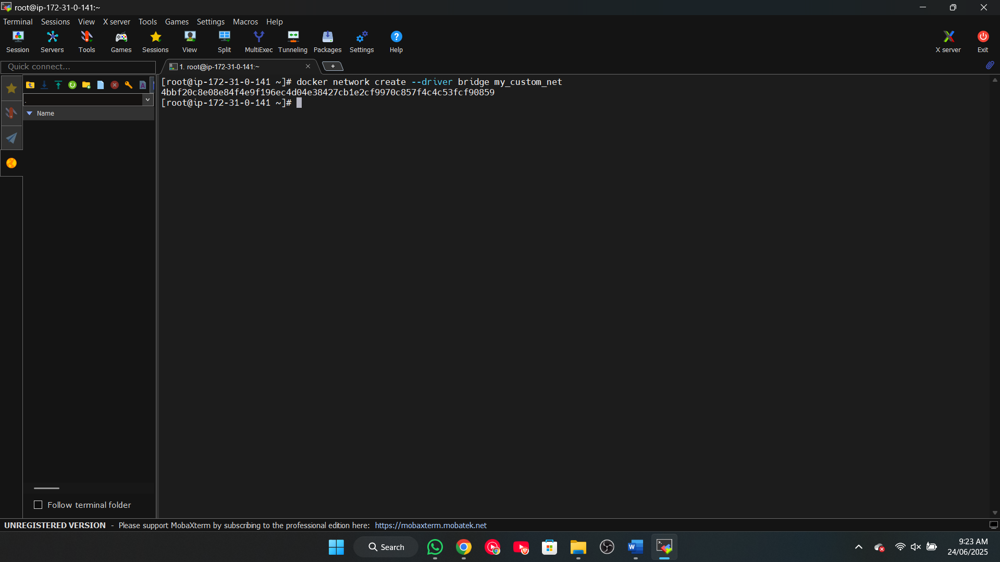 root@ip-172-31-0-141:~
Terminal Sessions View X server Tools Games Settings Macros Help
Session Servers Tools Games Sessions View Split MultiExec Tunneling Packages Settings Help X server Exit
Quick connect...
1. root@ip-172-31-0-141:~
[root@ip-172-31-0-141 ~]# docker network create --driver bridge my_custom_net
4bbf20c8e08e84f4e9f196ec4d04e38427cb1e2cf9970c857f4c4c53fcf90859
[root@ip-172-31-0-141 ~]#
.
Name
Follow terminal folder
UNREGISTERED VERSION - Please support MobaXterm by subscribing to the professional edition here: https://mobaxterm.mobatek.net
Search
9:23 AM
24/06/2025